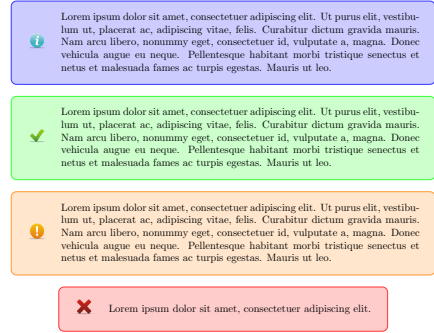 Lorem ipsum dolor sit amet, consectetuer adipiscing elit. Ut purus elit, vestibu-
lum ut, placerat ac, adipiscing vitae, felis. Curabitur dictum gravida mauris.
Nam arcu libero, nonummy eget, consectetuer id, vulputate a, magna. Donec
vehicula augue eu neque. Pellentesque habitant morbi tristique senectus et
netus et malesuada fames ac turpis egestas. Mauris ut leo.
Lorem ipsum dolor sit amet, consectetuer adipiscing elit. Ut purus elit, vestibu-
lum ut, placerat ac, adipiscing vitae, felis. Curabitur dictum gravida mauris.
Nam arcu libero, nonummy eget, consectetuer id, vulputate a, magna. Donec
vehicula augue eu neque. Pellentesque habitant morbi tristique senectus et
netus et malesuada fames ac turpis egestas. Mauris ut leo.
Lorem ipsum dolor sit amet, consectetuer adipiscing elit. Ut purus elit, vestibu-
lum ut, placerat ac, adipiscing vitae, felis. Curabitur dictum gravida mauris.
Nam arcu libero, nonummy eget, consectetuer id, vulputate a, magna. Donec
vehicula augue eu neque. Pellentesque habitant morbi tristique senectus et
netus et malesuada fames ac turpis egestas. Mauris ut leo.
Lorem ipsum dolor sit amet, consectetuer adipiscing elit.